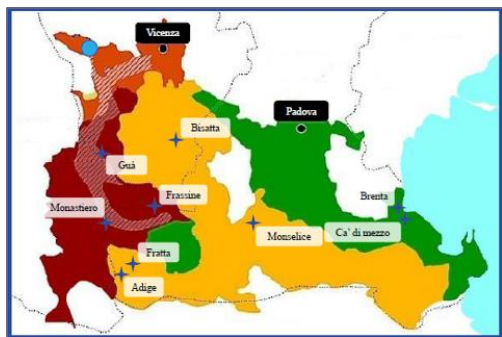 Vicenza
Padova
Bisatta
Guà
Frassine
Monastiero
Brenta
Monselice
Ca' di mezzo
Fratta
Adige